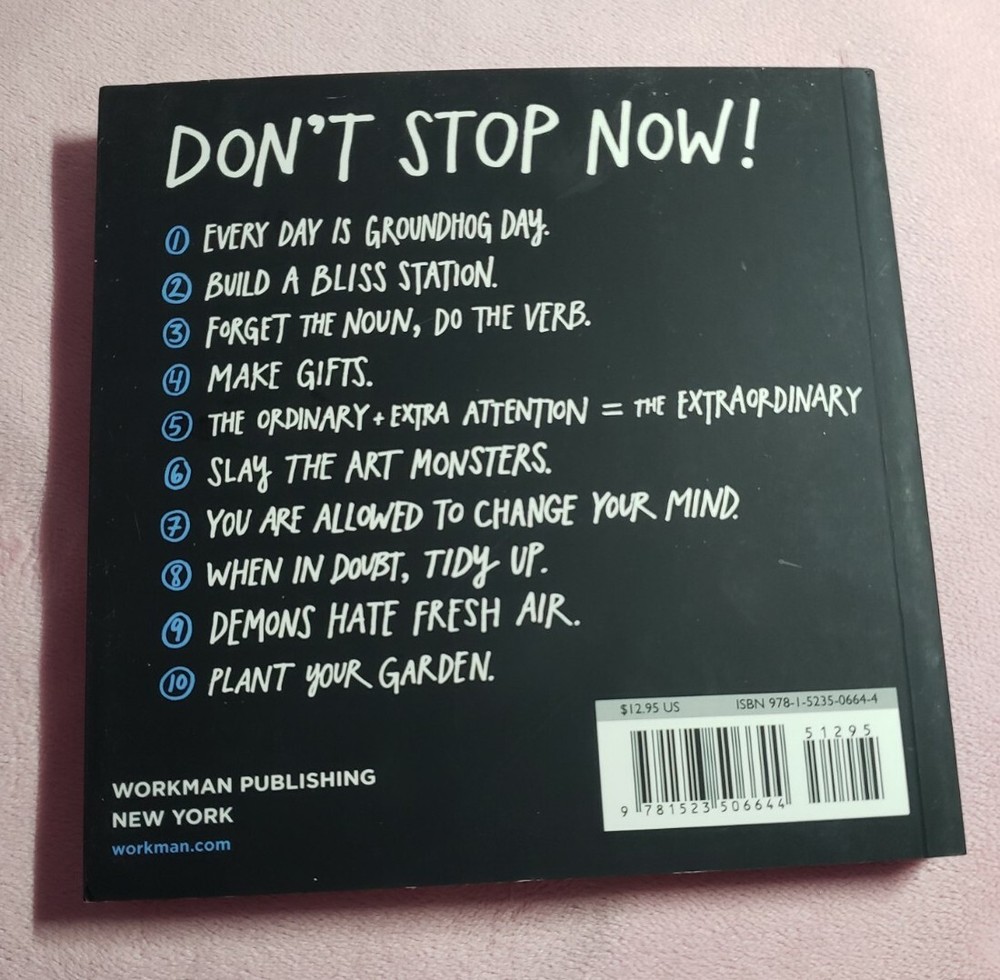 DON'T STOP NOW!
1 EVERY DAY IS GROUNDHOG DAY.
2 BUILD A BLISS STATION.
3 FORGET THE NOUN, DO THE VERB.
4 MAKE GIFTS.
5 THE ORDINARY + EXTRA ATTENTION = THE EXTRAORDINARY
6 SLAY THE ART MONSTERS.
7 YOU ARE ALLOWED TO CHANGE YOUR MIND.
8 WHEN IN DOUBT, TIDY UP.
9 DEMONS HATE FRESH AIR.
10 PLANT YOUR GARDEN.
$12.95 US ISBN 978-1-5235-0664-4
51295
9 781523 506644
WORKMAN PUBLISHING
NEW YORK
workman.com